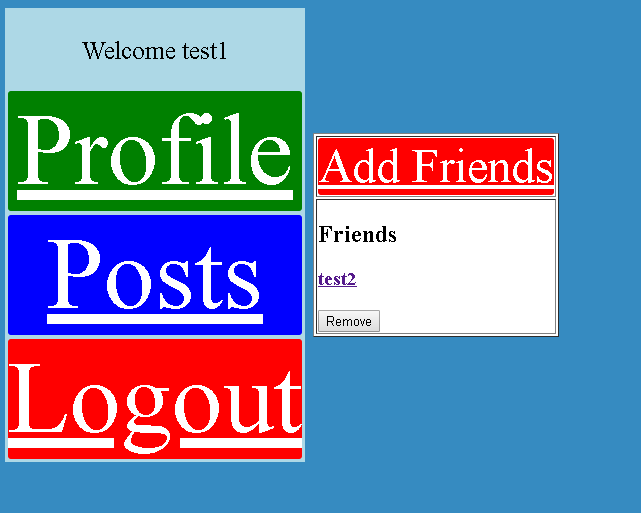 Welcome test1
Profile
Posts
Logout
Add Friends
Friends
test2
Remove